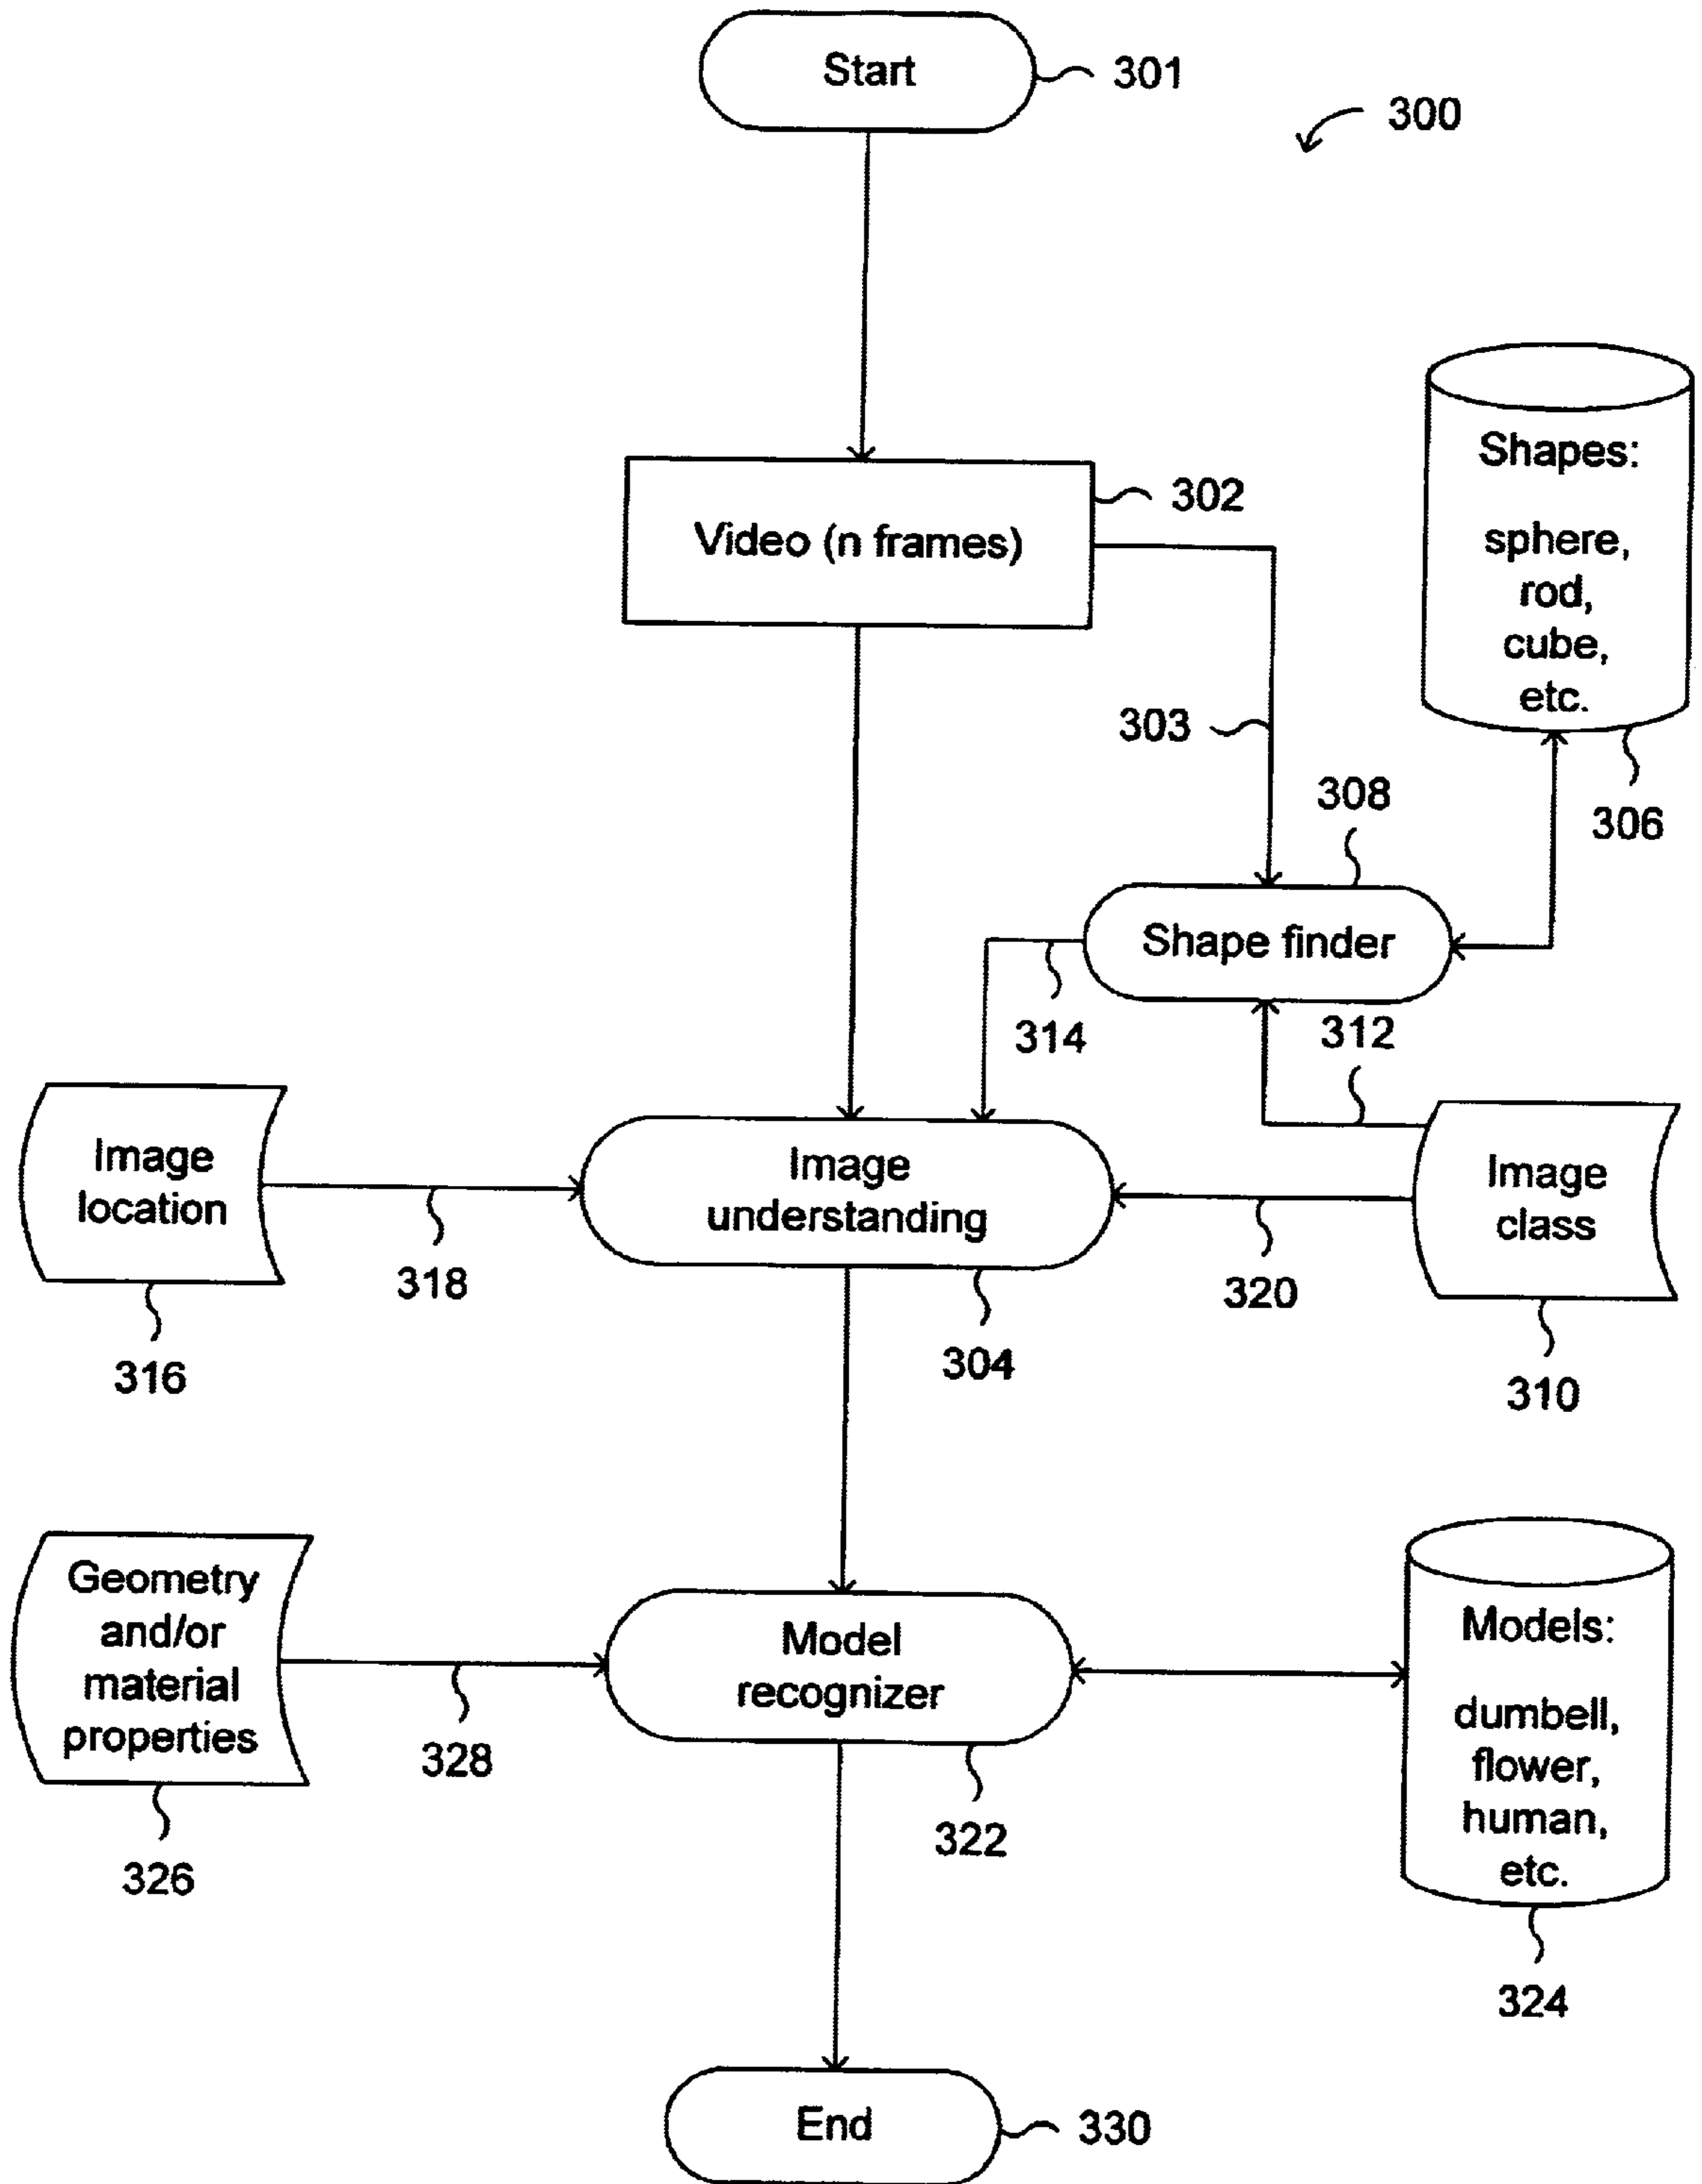 Start
301
300
302
Video (n frames)
Shapes:
sphere,
rod,
cube,
etc.
303
306
308
Shape finder
314
312
Image
location
Image
understanding
Image
class
318
320
316
304
310
Geometry
and/or
material
properties
Model
recognizer
Models:
dumbell,
flower,
human,
etc.
328
322
326
324
End
330